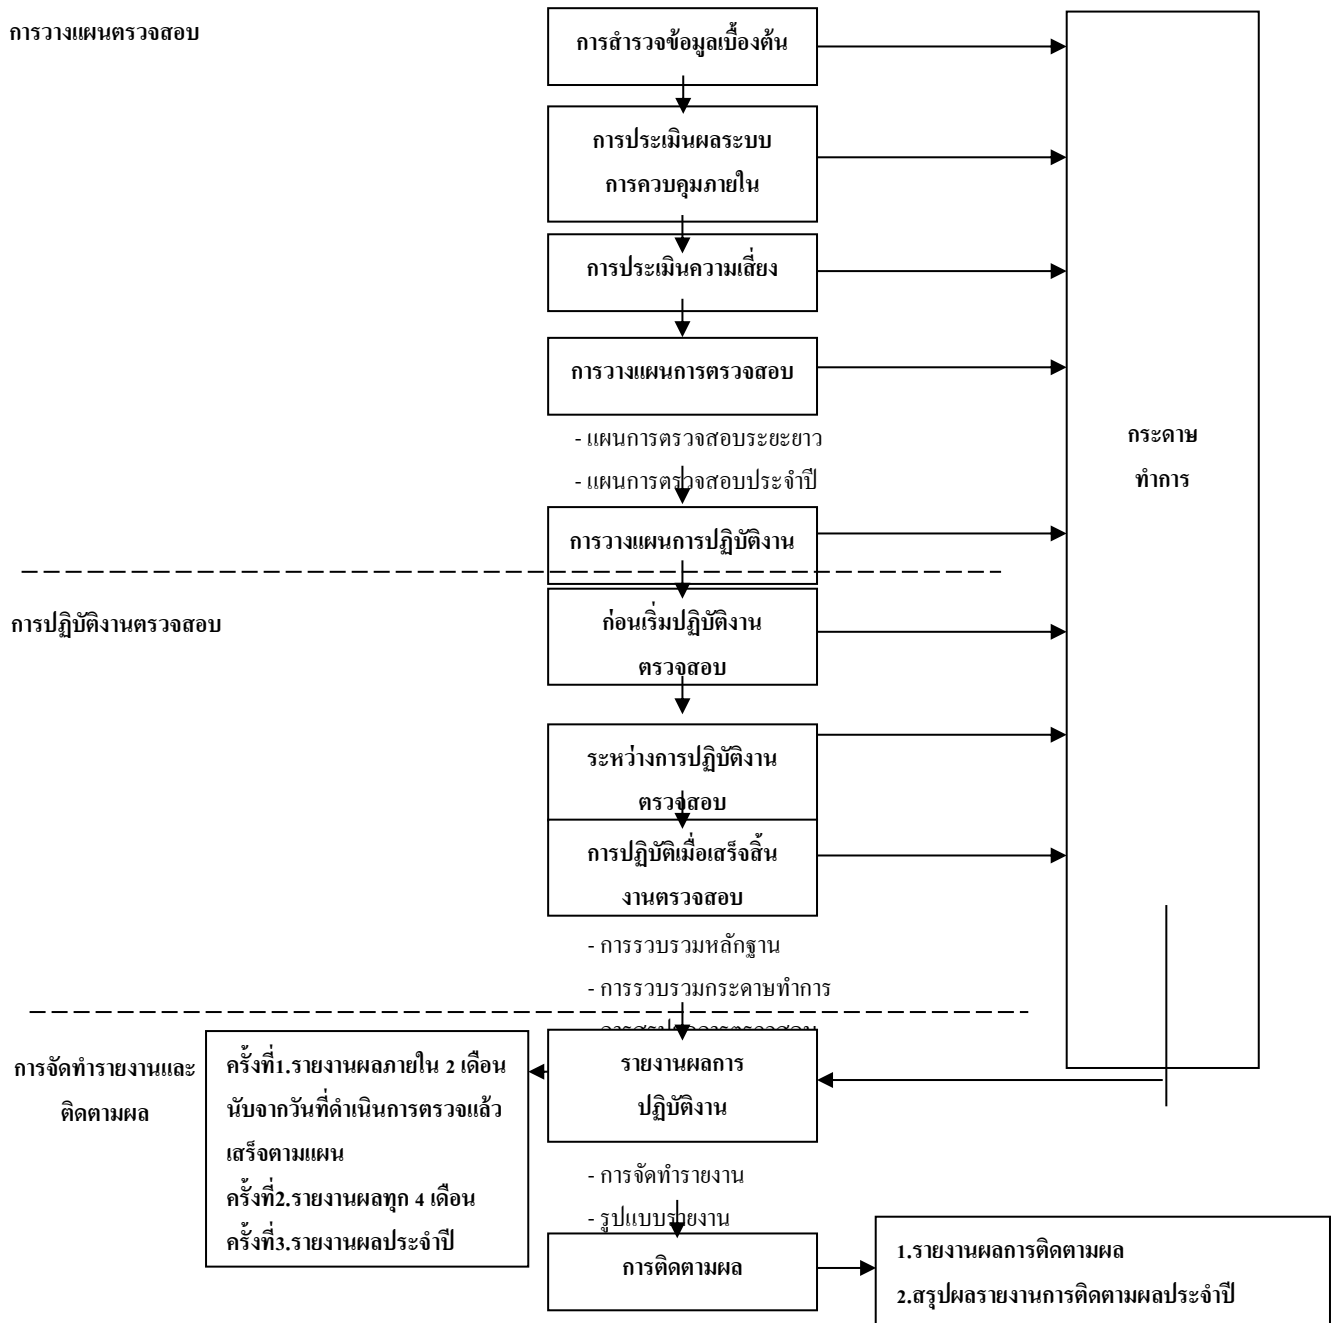 การวางแผนตรวจสอบ
การสำรวจข้อมูลเบื้องต้น
การประเมินผลระบบ
การควบคุมภายใน
การประเมินความเสี่ยง
การวางแผนการตรวจสอบ
- แผนการตรวจสอบระยะยาว
- แผนการตรวจสอบประจำปี
กระดาษ
ทำการ
การวางแผนการปฏิบัติงาน
การปฏิบัติงานตรวจสอบ
ก่อนเริ่มปฏิบัติงาน
ตรวจสอบ
ระหว่างการปฏิบัติงาน
ตรวจสอบ
การปฏิบัติเมื่อเสร็จสิ้น
งานตรวจสอบ
- การรวบรวมหลักฐาน
- การรวบรวมกระดาษทำการ
การจัดทำรายงานและ
ติดตามผล
ครั้งที่1.รายงานผลภายใน 2 เดือน
นับจากวันที่ดำเนินการตรวจแล้ว
เสร็จตามแผน
ครั้งที่2.รายงานผลทุก 4 เดือน
ครั้งที่3.รายงานผลประจำปี
รายงานผลการ
ปฏิบัติงาน
- การจัดทำรายงาน
- รูปแบบรายงาน
การติดตามผล
1.รายงานผลการติดตามผล
2.สรุปผลรายงานการติดตามผลประจำปี